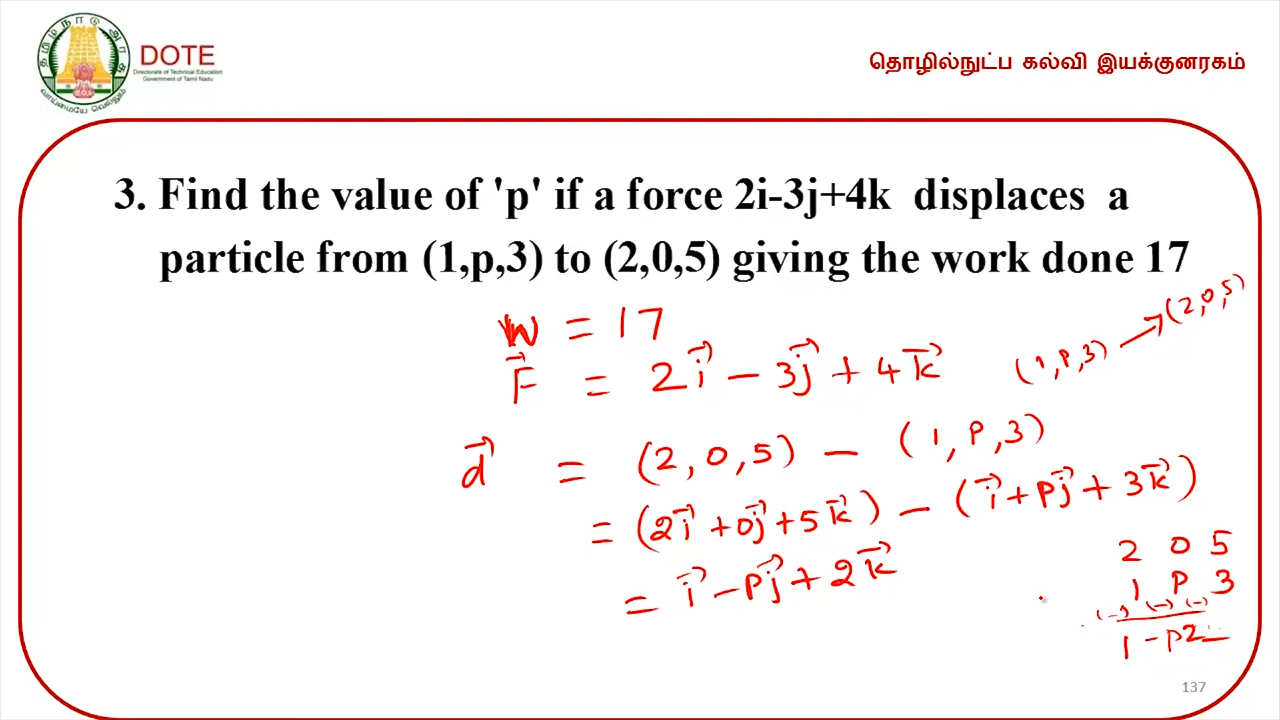 தமிழ்நாடு அரசு
வாய்மையே வெல்லும்
DOTE
Directorate of Technical Education
Government of Tamil Nadu
தொழில்நுட்ப கல்வி இயக்குனரகம்
3. Find the value of 'p' if a force 2i-3j+4k displaces a
particle from (1,p,3) to (2,0,5) giving the work done 17
W = 17
(1,P,3) → (2,0,5)
F⃗ = 2i⃗ - 3j⃗ + 4k⃗
d⃗ = (2,0,5) - (1,P,3)
= (2i⃗ + 0j⃗ + 5k⃗) - (i⃗ + Pj⃗ + 3k⃗)
= i⃗ - Pj⃗ + 2k⃗
2 0 5
1 P 3
(-) (-) (-)
1 - P 2
137